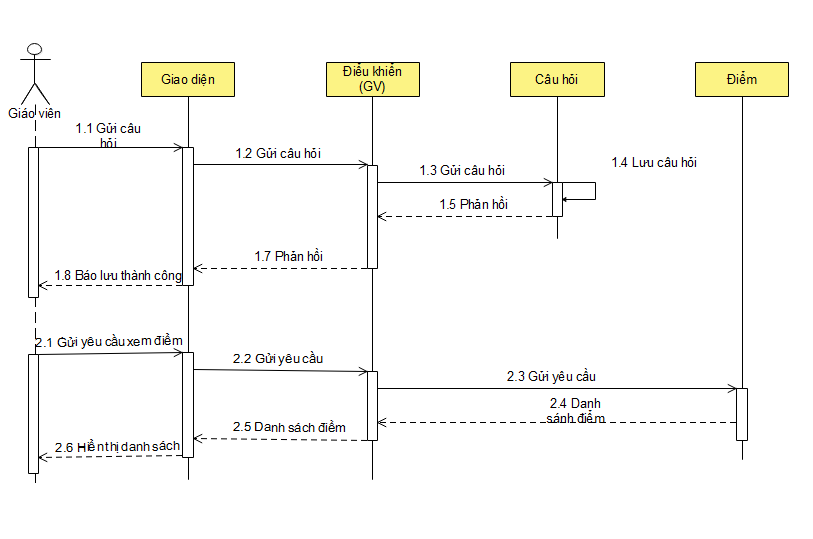 Giao diện
Điều khiển
(GV)
Câu hỏi
Điểm
Giáo viên
1.1 Gửi câu
hỏi
1.2 Gửi câu hỏi
1.3 Gửi câu hỏi
1.4 Lưu câu hỏi
1.5 Phản hồi
1.7 Phản hồi
1.8 Báo lưu thành công
2.1 Gửi yêu cầu xem điểm
2.2 Gửi yêu cầu
2.3 Gửi yêu cầu
2.4 Danh
sánh điểm
2.5 Danh sách điểm
2.6 Hiển thị danh sách